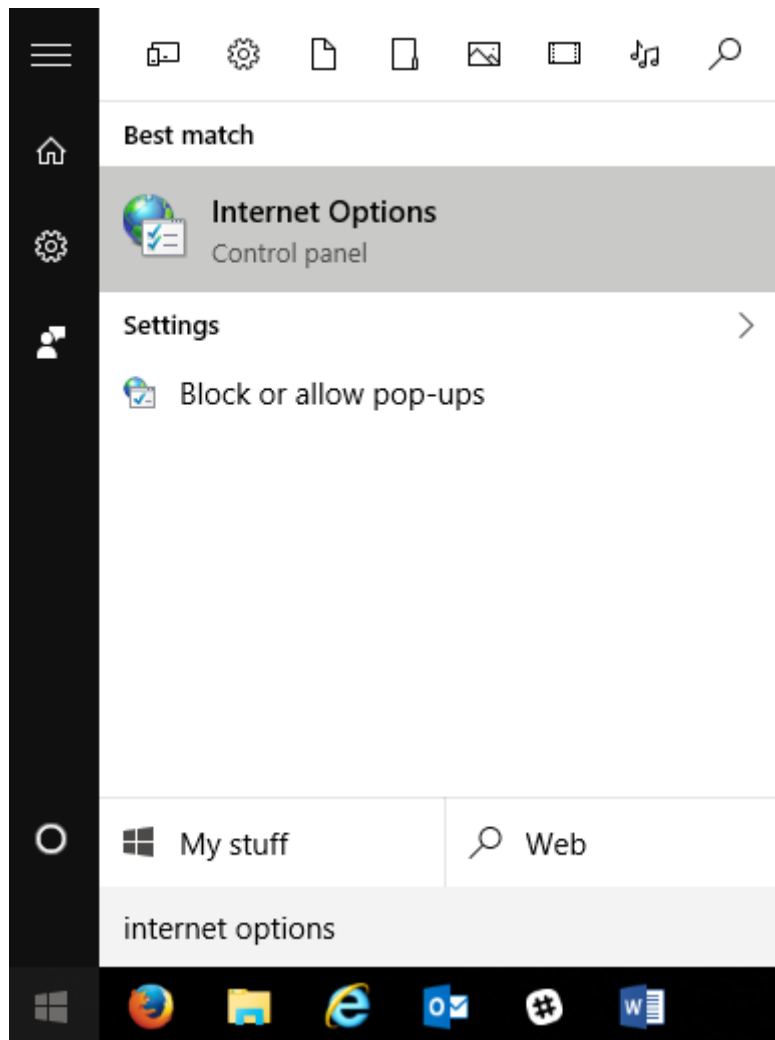 Best match
Internet Options
Control panel
Settings
Block or allow pop-ups
My stuff
Web
internet options